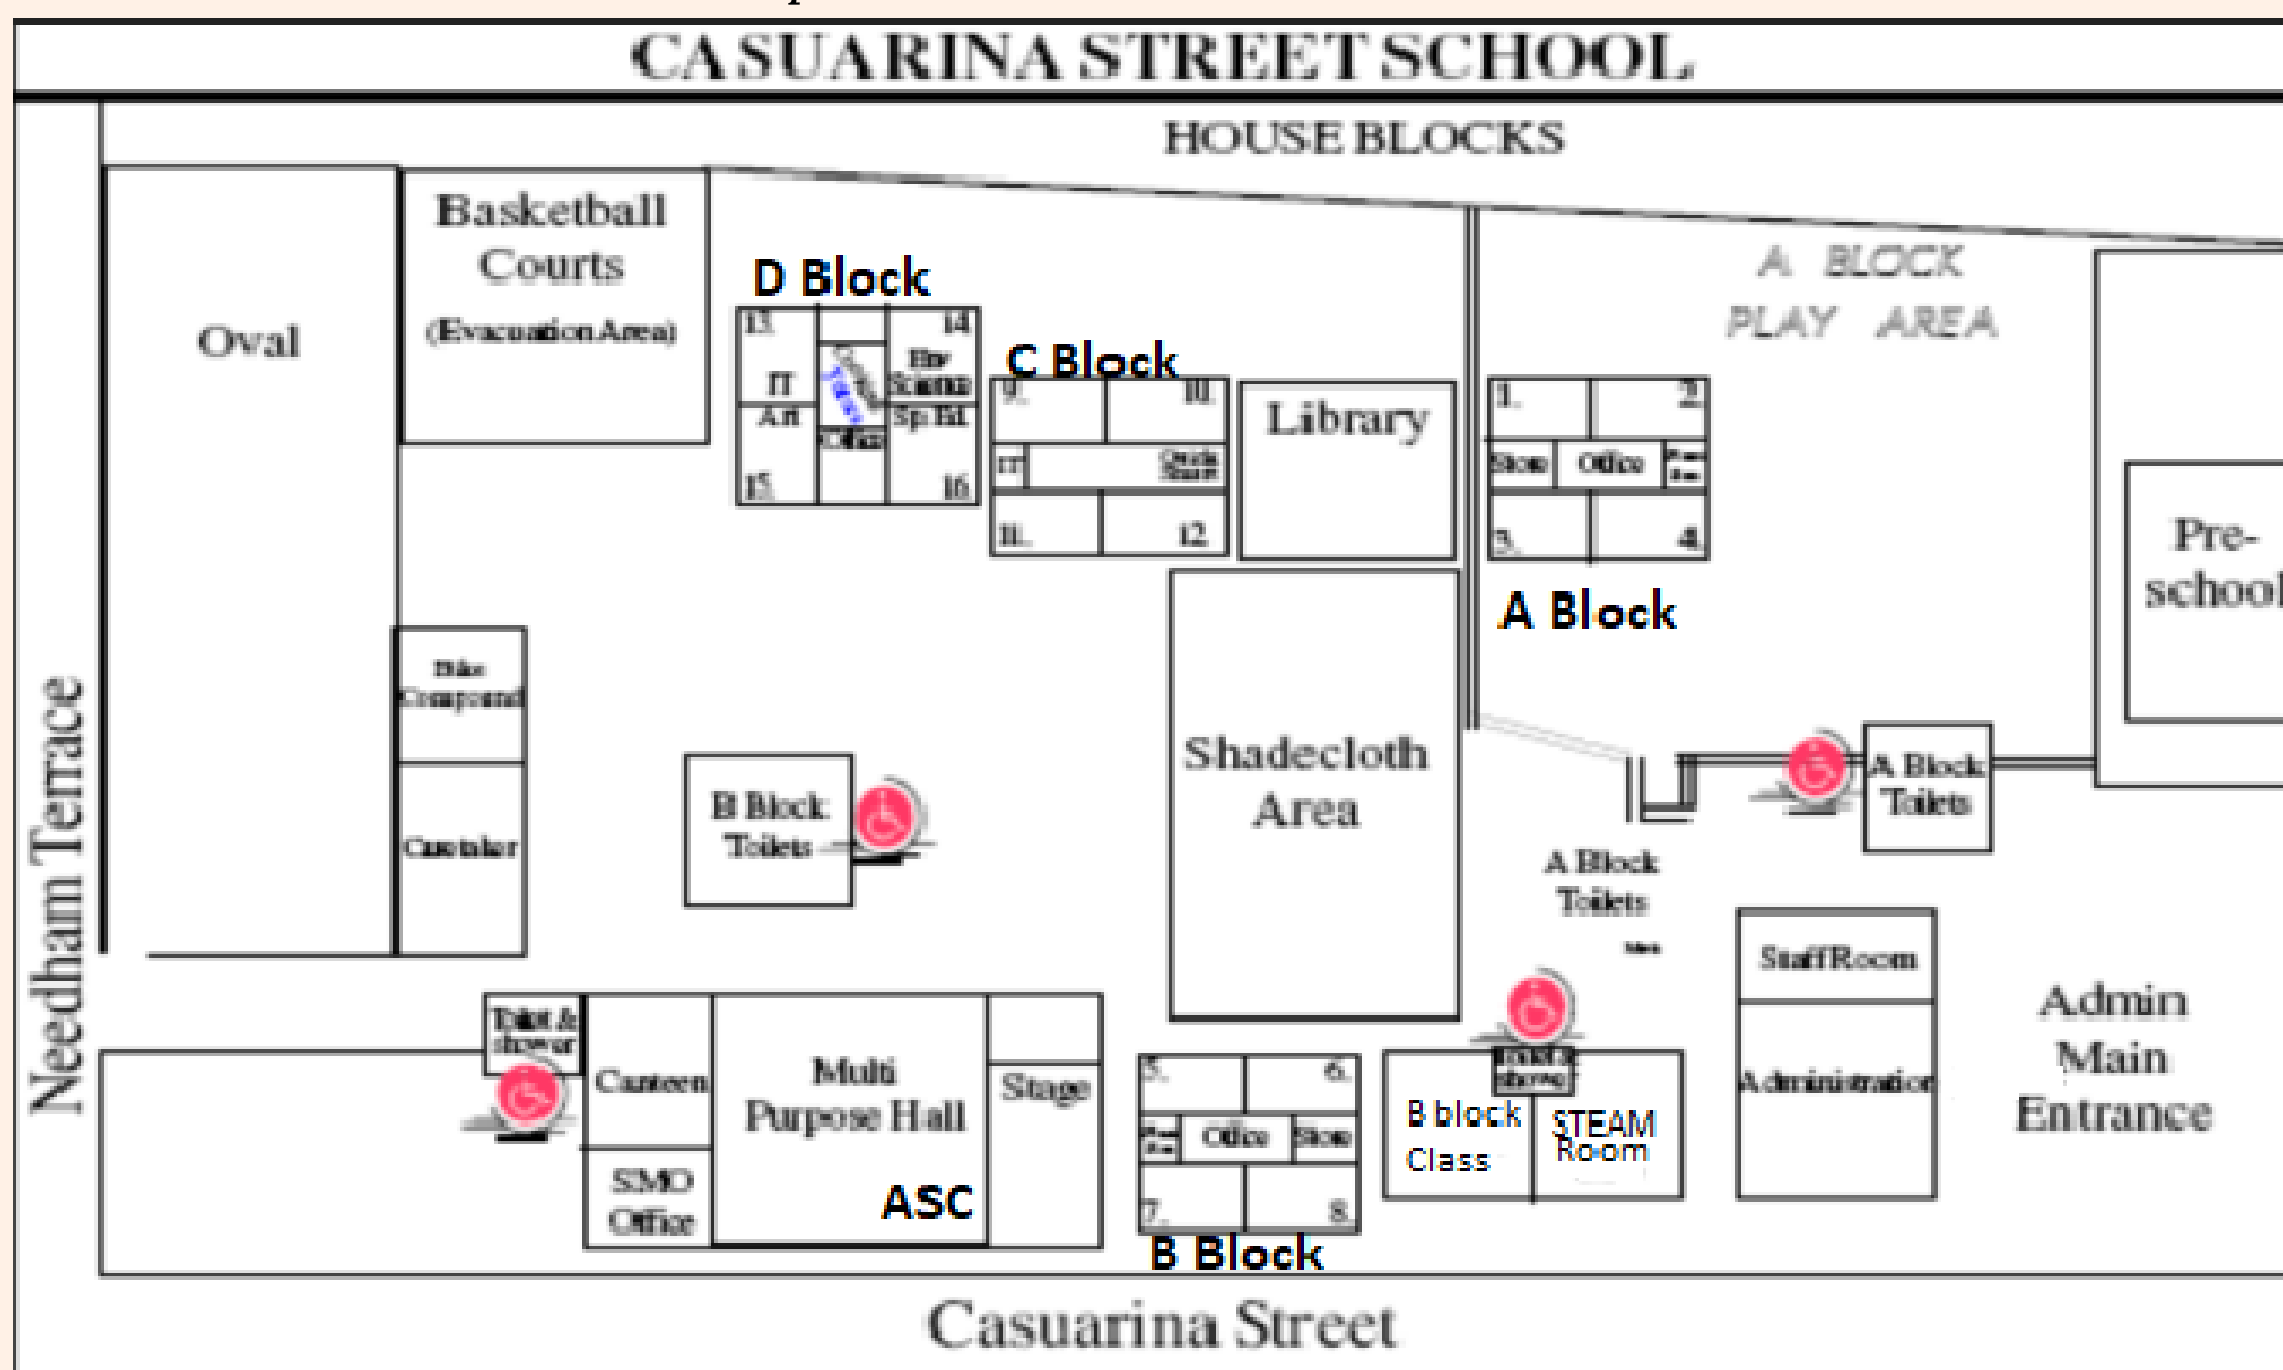 CASUARINA STREET SCHOOL
HOUSE BLOCKS
Oval
Basketball
Courts
(Evacuation Area)
D Block
13.
14
IT
Env
Science
Art
Office
Sp. Ed.
15.
16
C Block
9.
10.
IT
11.
12
Library
A BLOCK
PLAY AREA
1.
2.
Store
Office
3.
4.
A Block
Pre-
school
Needham Terrace
Bike
Compound
Caretaker
B Block
Toilets
Shadecloth
Area
A Block
Toilets
A Block
Toilets
Staff Room
Administration
Admin
Main
Entrance
Toilet &
shower
Canteen
SMO
Office
Multi
Purpose Hall
ASC
Stage
5.
6.
Office
Store
7.
8.
B Block
Toilet &
shower
B block
Class
STEAM
Room
Casuarina Street